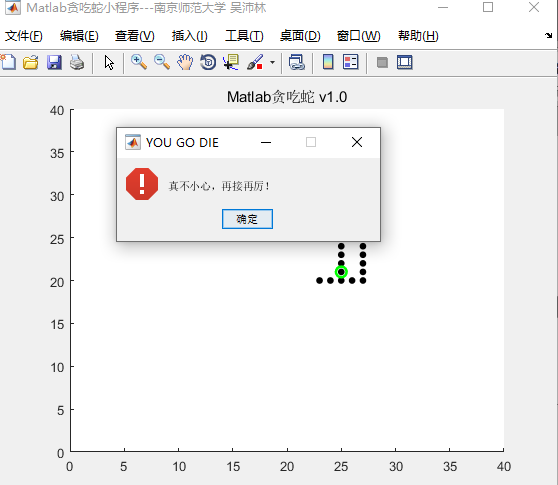 Matlab贪吃蛇小程序---南京师范大学 吴沛林
文件(F) 编辑(E) 查看(V) 插入(I) 工具(T) 桌面(D) 窗口(W) 帮助(H)
Matlab贪吃蛇 v1.0
40
YOU GO DIE
35
真不小心，再接再厉！
30
确定
25
20
15
10
5
0
0 5 10 15 20 25 30 35 40